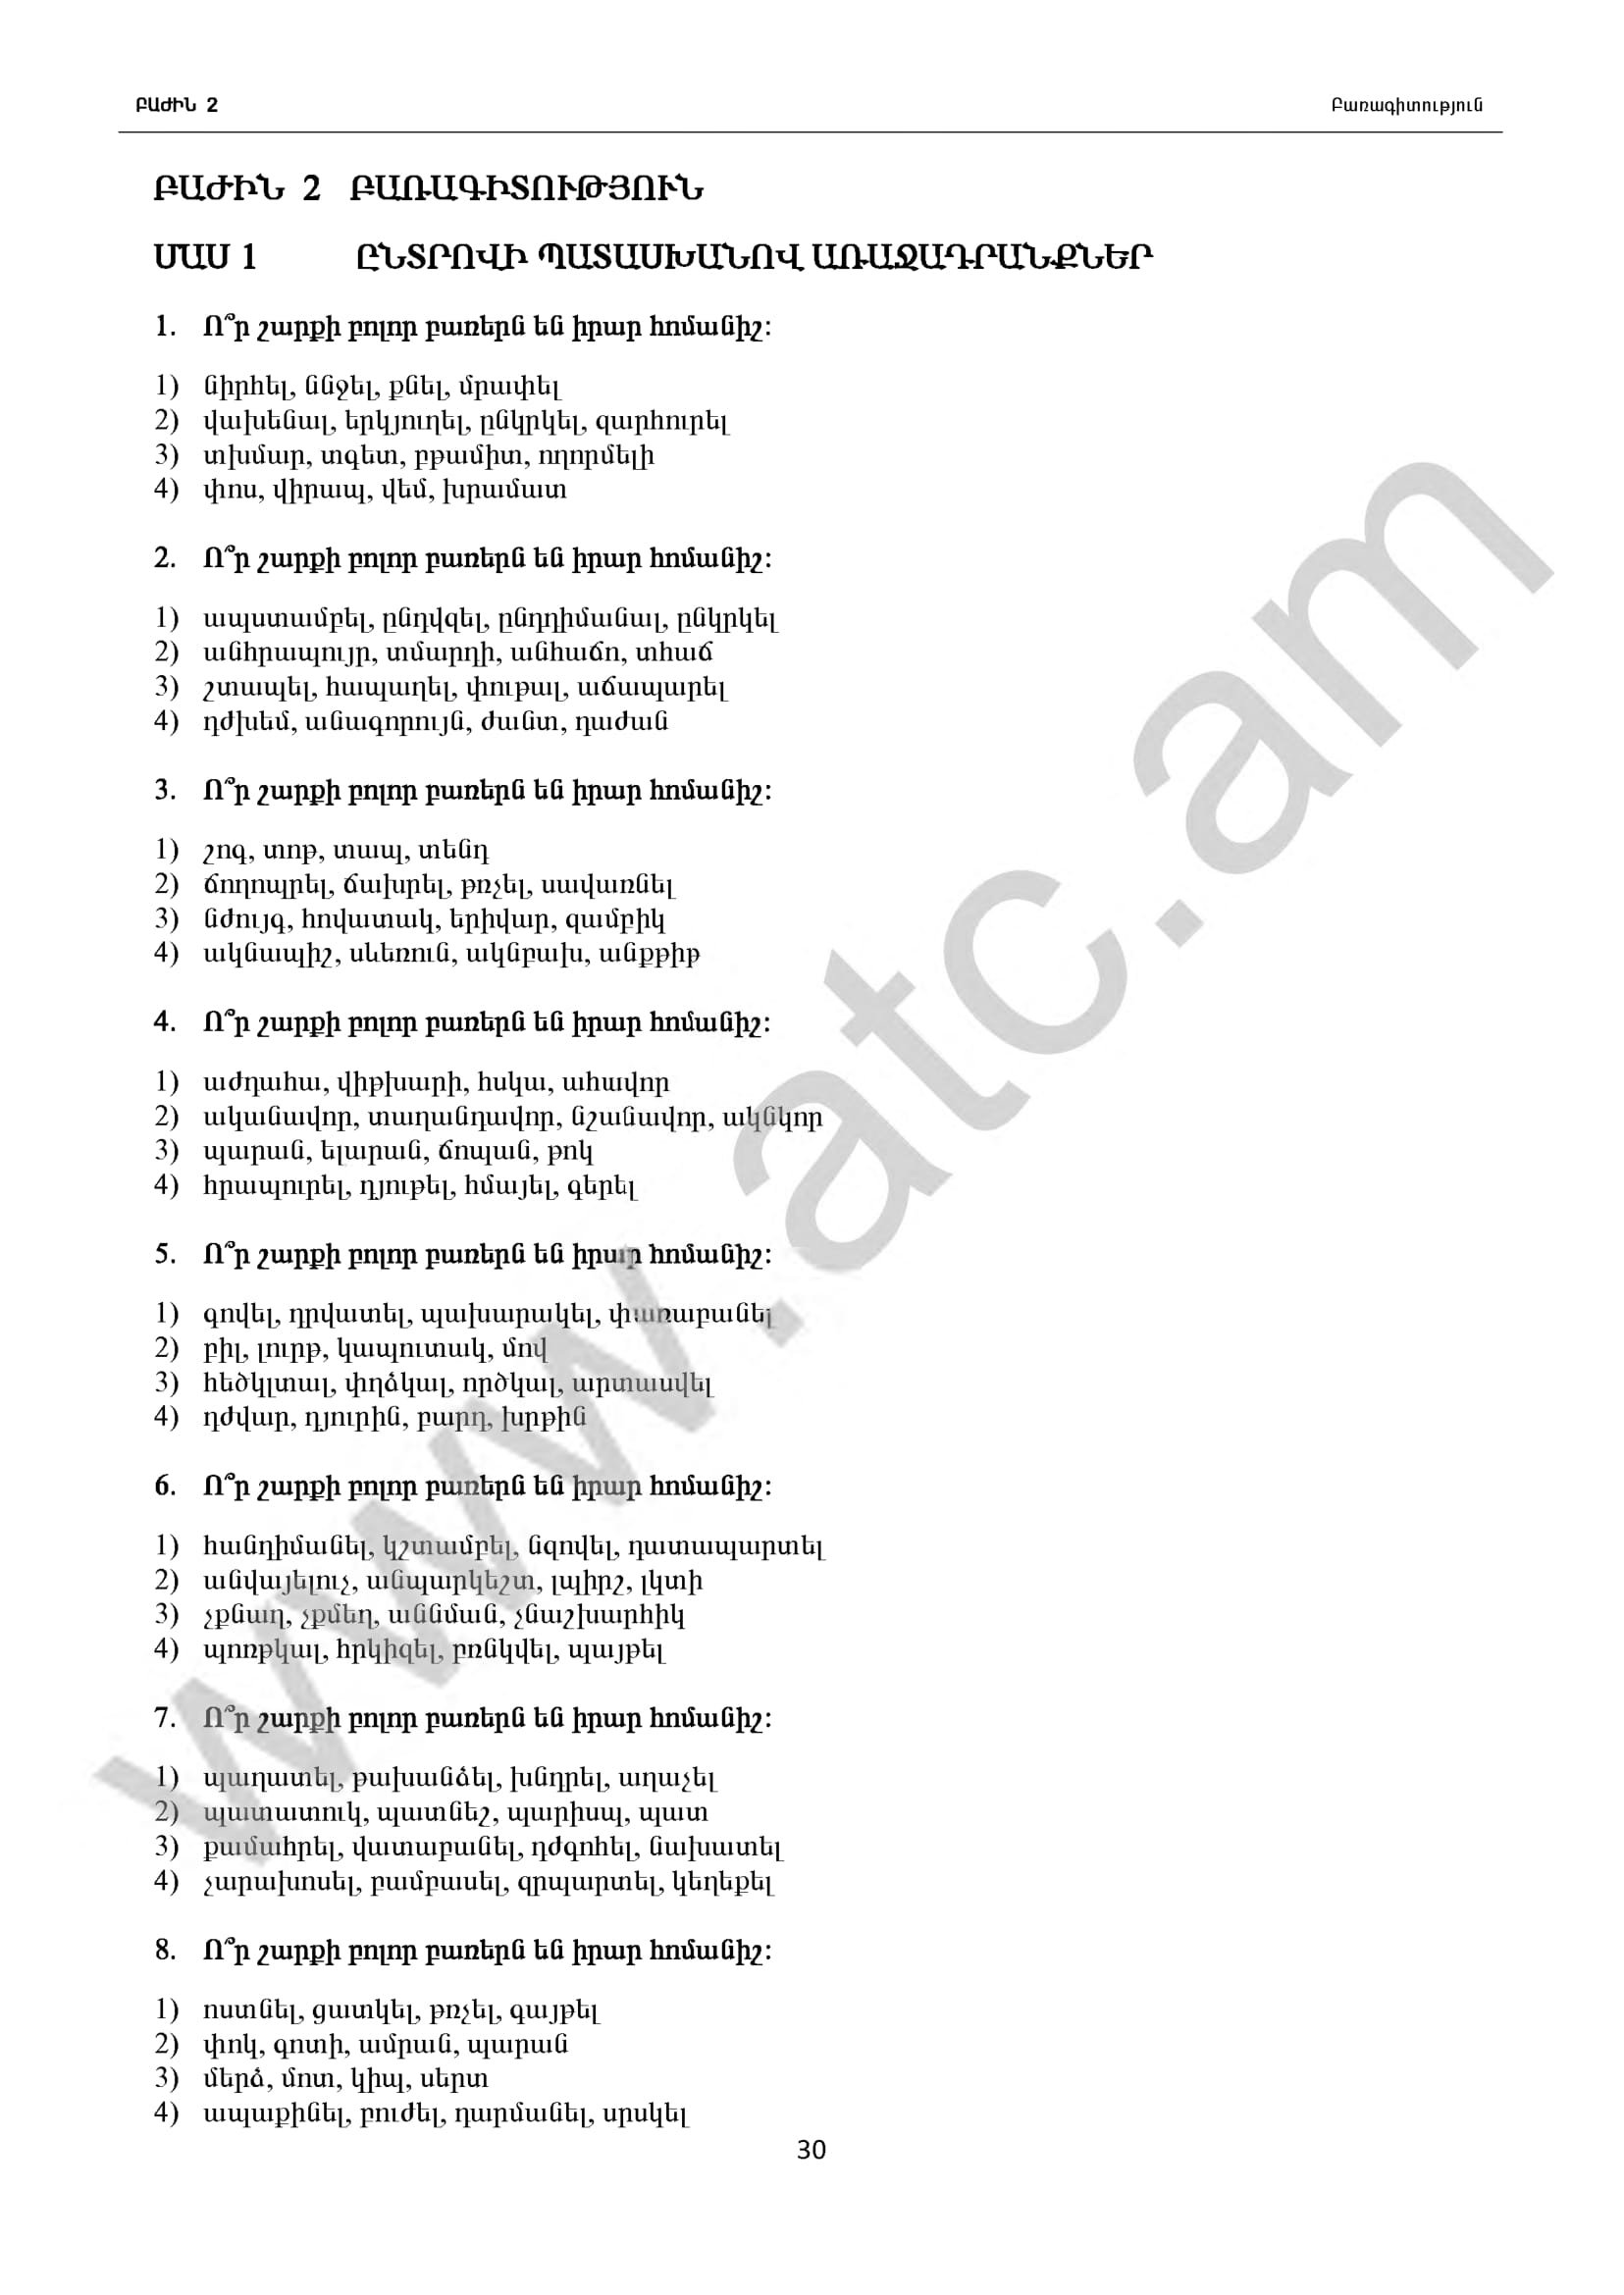 ԲԱԺԻՆ 2 Բառագիտություն
ԲԱԺԻՆ 2 ԲԱՌԱԳԻՏՈՒԹՅՈՒՆ
ՄԱՍ 1 ԸՆՏՐՈՎԻ ՊԱՏԱՍԽԱՆՈՎ ԱՌԱՋԱԴՐԱՆՔՆԵՐ
1. Ո՞ր շարքի բոլոր բառերն են իրար հոմանիշ:
1) նիրհել, ննջել, քնել, մրափել
2) վախենալ, երկյուղել, ընկրկել, զարհուրել
3) տխմար, տգետ, բթամիտ, ողորմելի
4) փոս, վիրապ, վեմ, խրամատ
2. Ո՞ր շարքի բոլոր բառերն են իրար հոմանիշ:
1) ապստամբել, ընդվզել, ընդդիմանալ, ընկրկել
2) անհրապույր, տմարդի, անհաճո, տհաճ
3) շտապել, հապաղել, փութալ, աճապարել
4) դժխեմ, անագորույն, ժանտ, դաժան
3. Ո՞ր շարքի բոլոր բառերն են իրար հոմանիշ:
1) շոգ, տոթ, տապ, տենդ
2) ճողոպրել, ճախրել, թռչել, սավառնել
3) նժույգ, հովատակ, երիվար, զամբիկ
4) ակնապիշ, սևեռուն, ակնբախ, անքթիթ
4. Ո՞ր շարքի բոլոր բառերն են իրար հոմանիշ:
1) աժդահա, վիթխարի, հսկա, ահավոր
2) ականավոր, տաղանդավոր, նշանավոր, ակնկոր
3) պարան, ելարան, ճոպան, թոկ
4) հրապուրել, դյութել, հմայել, գերել
5. Ո՞ր շարքի բոլոր բառերն են իրար հոմանիշ:
1) գովել, դրվատել, պախարակել, փառաբանել
2) բիլ, լուրթ, կապուտակ, մով
3) հեծկլտալ, փղձկալ, ործկալ, արտասվել
4) դժվար, դյուրին, բարդ, խրթին
6. Ո՞ր շարքի բոլոր բառերն են իրար հոմանիշ:
1) հանդիմանել, կշտամբել, նզովել, դատապարտել
2) անվայելուչ, անպարկեշտ, լպիրշ, լկտի
3) չքնաղ, չքմեղ, աննման, չնաշխարհիկ
4) պոռթկալ, հրկիզել, բռնկվել, պայթել
7. Ո՞ր շարքի բոլոր բառերն են իրար հոմանիշ:
1) պաղատել, թախանձել, խնդրել, աղաչել
2) պատատուկ, պատնեշ, պարիսպ, պատ
3) քամահրել, վատաբանել, դժգոհել, նախատել
4) չարախոսել, բամբասել, զրպարտել, կեղեքել
8. Ո՞ր շարքի բոլոր բառերն են իրար հոմանիշ:
1) ոստնել, ցատկել, թռչել, գայթել
2) փոկ, գոտի, ամրան, պարան
3) մերձ, մոտ, կիպ, սերտ
4) ապաքինել, բուժել, դարմանել, սրսկել
30
www.atc.am